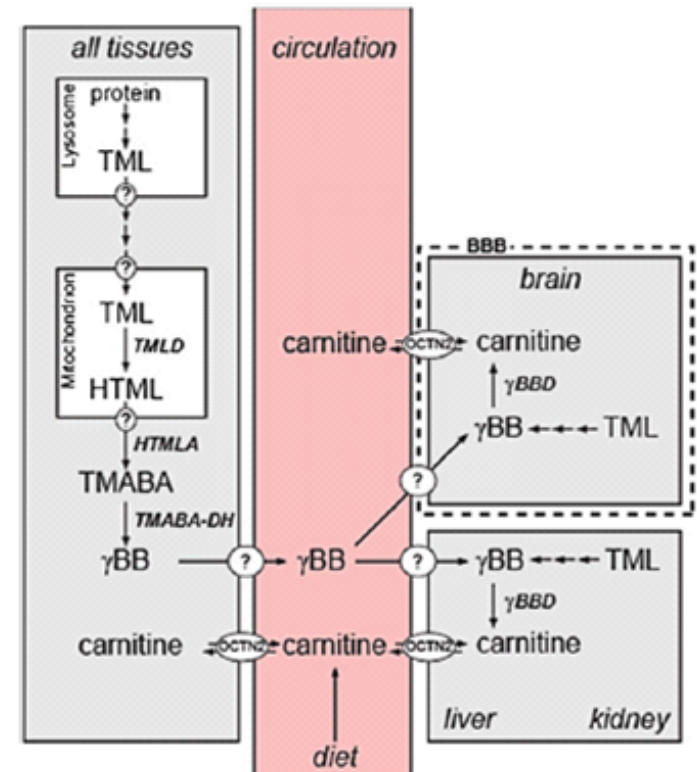 all tissues
Lysosome
protein
TML
?
?
Mitochondrion
TML
TMLD
HTML
?
HTMLA
TMABA
TMABA-DH
γBB
?
carnitine
OCTN2
circulation
carnitine
OCTN2
γBB
?
?
carnitine
OCTN2
diet
BBB
brain
carnitine
γBBD
γBB
TML
γBB
TML
γBBD
carnitine
liver
kidney